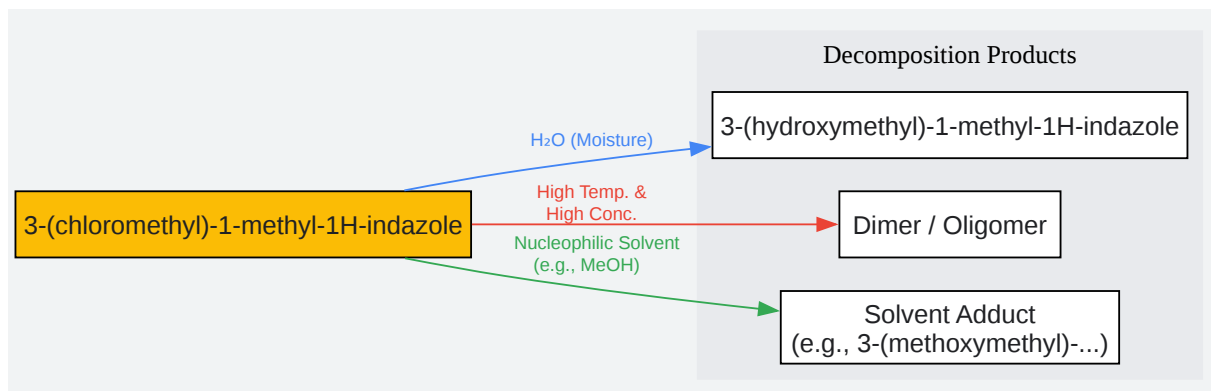 Decomposition Products
3-(hydroxymethyl)-1-methyl-1H-indazole
H₂O (Moisture)
3-(chloromethyl)-1-methyl-1H-indazole
High Temp. &
High Conc.
Dimer / Oligomer
Nucleophilic Solvent
(e.g., MeOH)
Solvent Adduct
(e.g., 3-(methoxymethyl)-...)